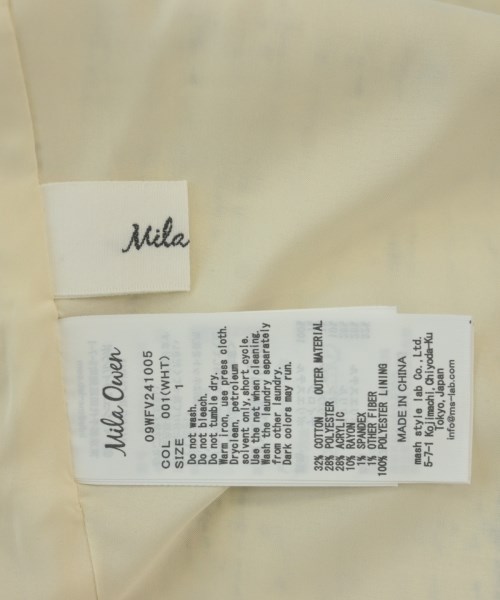 Mila
Mila Owen
09WFV241005
COL 001(WHT)
SIZE 1
Do not wash.
Do not bleach.
Do not tumble dry.
Warm iron, use press cloth.
Dryclean, petroleum
solvent only, short cycle.
Use the net when cleaning.
Wash the laundry separately
from other laundry.
Dark colors may run.
OUTER MATERIAL
32% COTTON
28% POLYESTER
28% ACRYLIC
10% RAYON
1% SPANDEX
1% OTHER FIBER
100% POLYESTER LINING
MADE IN CHINA
mash style lab Co.,Ltd.
5-7-1 Kojimachi, Chiyoda-Ku
Tokyo, Japan
info@ms-lab.com